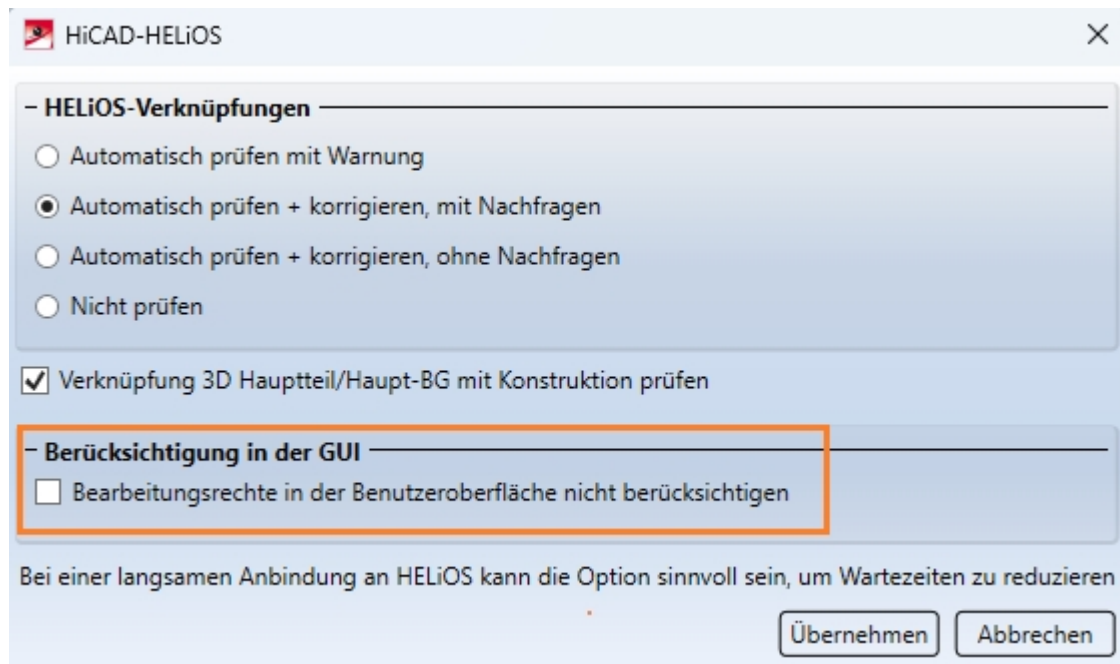 HiCAD-HELiOS
HELiOS-Verknüpfungen
Automatisch prüfen mit Warnung
Automatisch prüfen + korrigieren, mit Nachfragen
Automatisch prüfen + korrigieren, ohne Nachfragen
Nicht prüfen
Verknüpfung 3D Hauptteil/Haupt-BG mit Konstruktion prüfen
Berücksichtigung in der GUI
Bearbeitungsrechte in der Benutzeroberfläche nicht berücksichtigen
Bei einer langsamen Anbindung an HELiOS kann die Option sinnvoll sein, um Wartezeiten zu reduzieren
Übernehmen Abbrechen